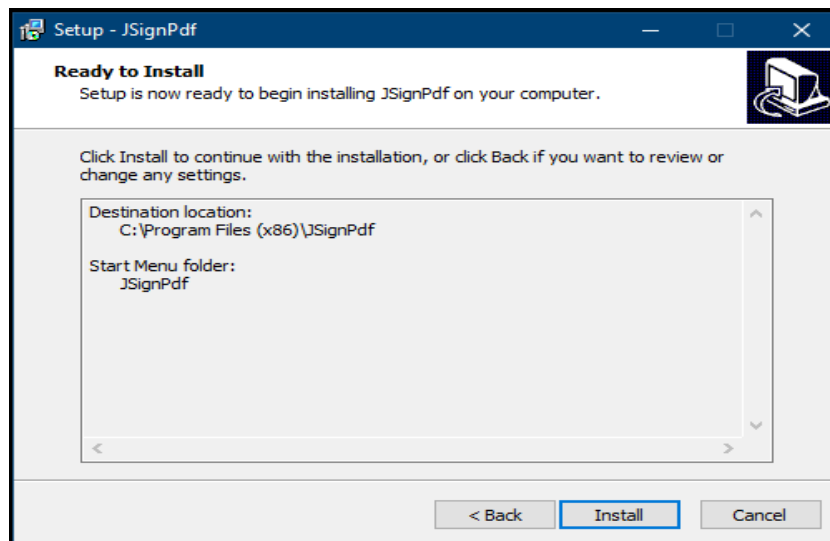 Setup - JSignPdf
Ready to Install
Setup is now ready to begin installing JSignPdf on your computer.
Click Install to continue with the installation, or click Back if you want to review or
change any settings.
Destination location:
C:\Program Files (x86)\JSignPdf
Start Menu folder:
JSignPdf
< Back Install Cancel